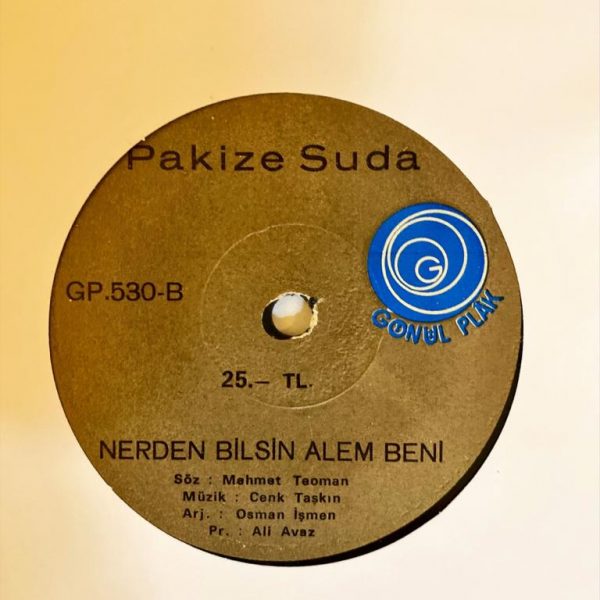 Pakize Suda
G
GÖNÜL PLÂK
GP.530-B
25.– TL.
NERDEN BİLSİN ALEM BENİ
Söz : Mehmet Teoman
Müzik : Cenk Taşkın
Arj. : Osman İşmen
Pr. : Ali Avaz